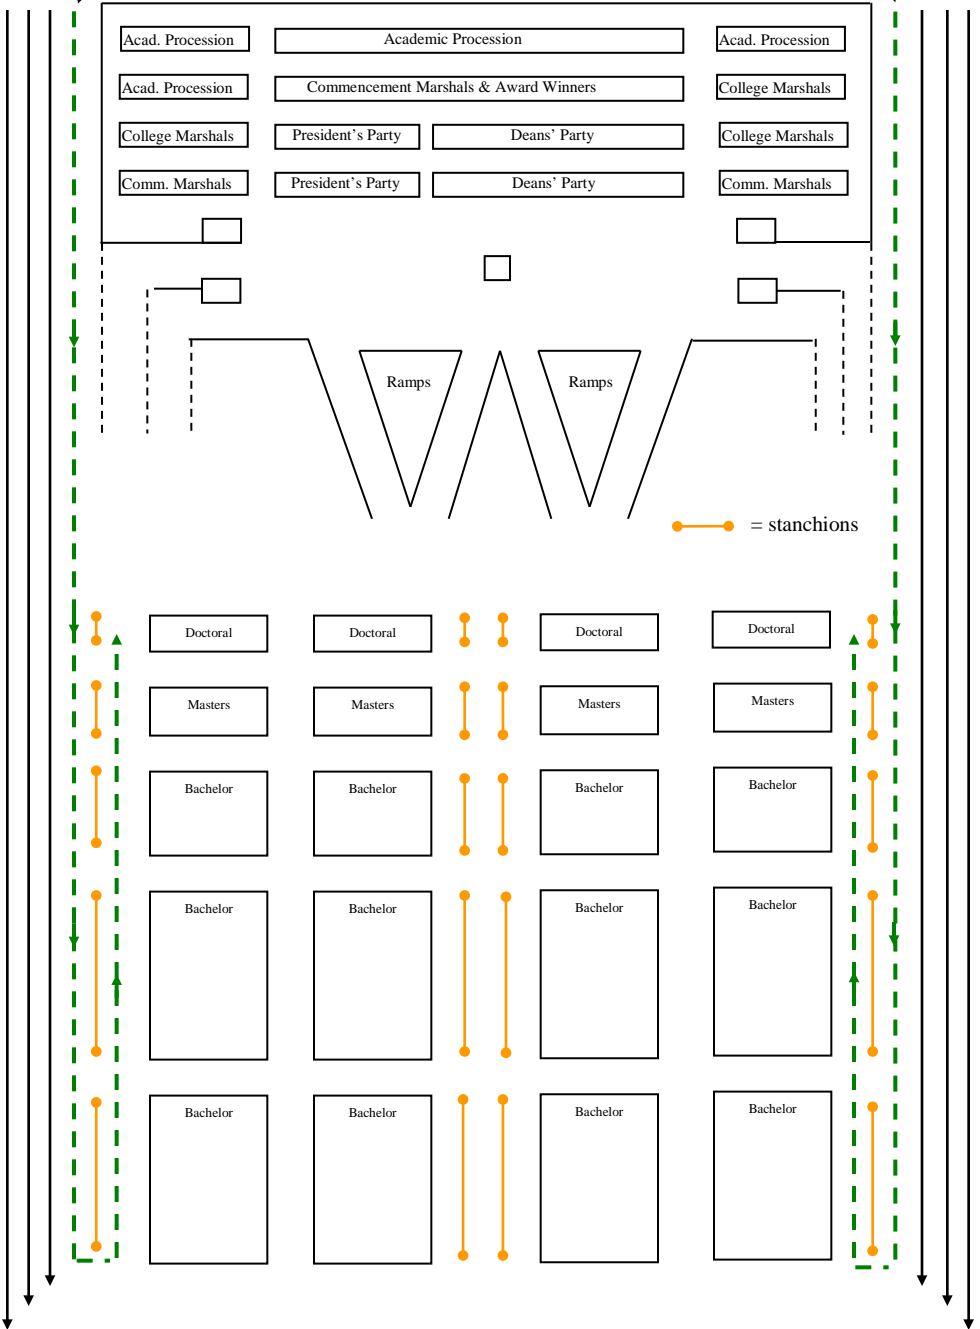 Acad. Procession
Academic Procession
Acad. Procession
Acad. Procession
Commencement Marshals & Award Winners
College Marshals
College Marshals
President’s Party
Deans’ Party
College Marshals
Comm. Marshals
President’s Party
Deans’ Party
Comm. Marshals
Ramps
Ramps
= stanchions
Doctoral
Doctoral
Doctoral
Doctoral
Masters
Masters
Masters
Masters
Bachelor
Bachelor
Bachelor
Bachelor
Bachelor
Bachelor
Bachelor
Bachelor
Bachelor
Bachelor
Bachelor
Bachelor